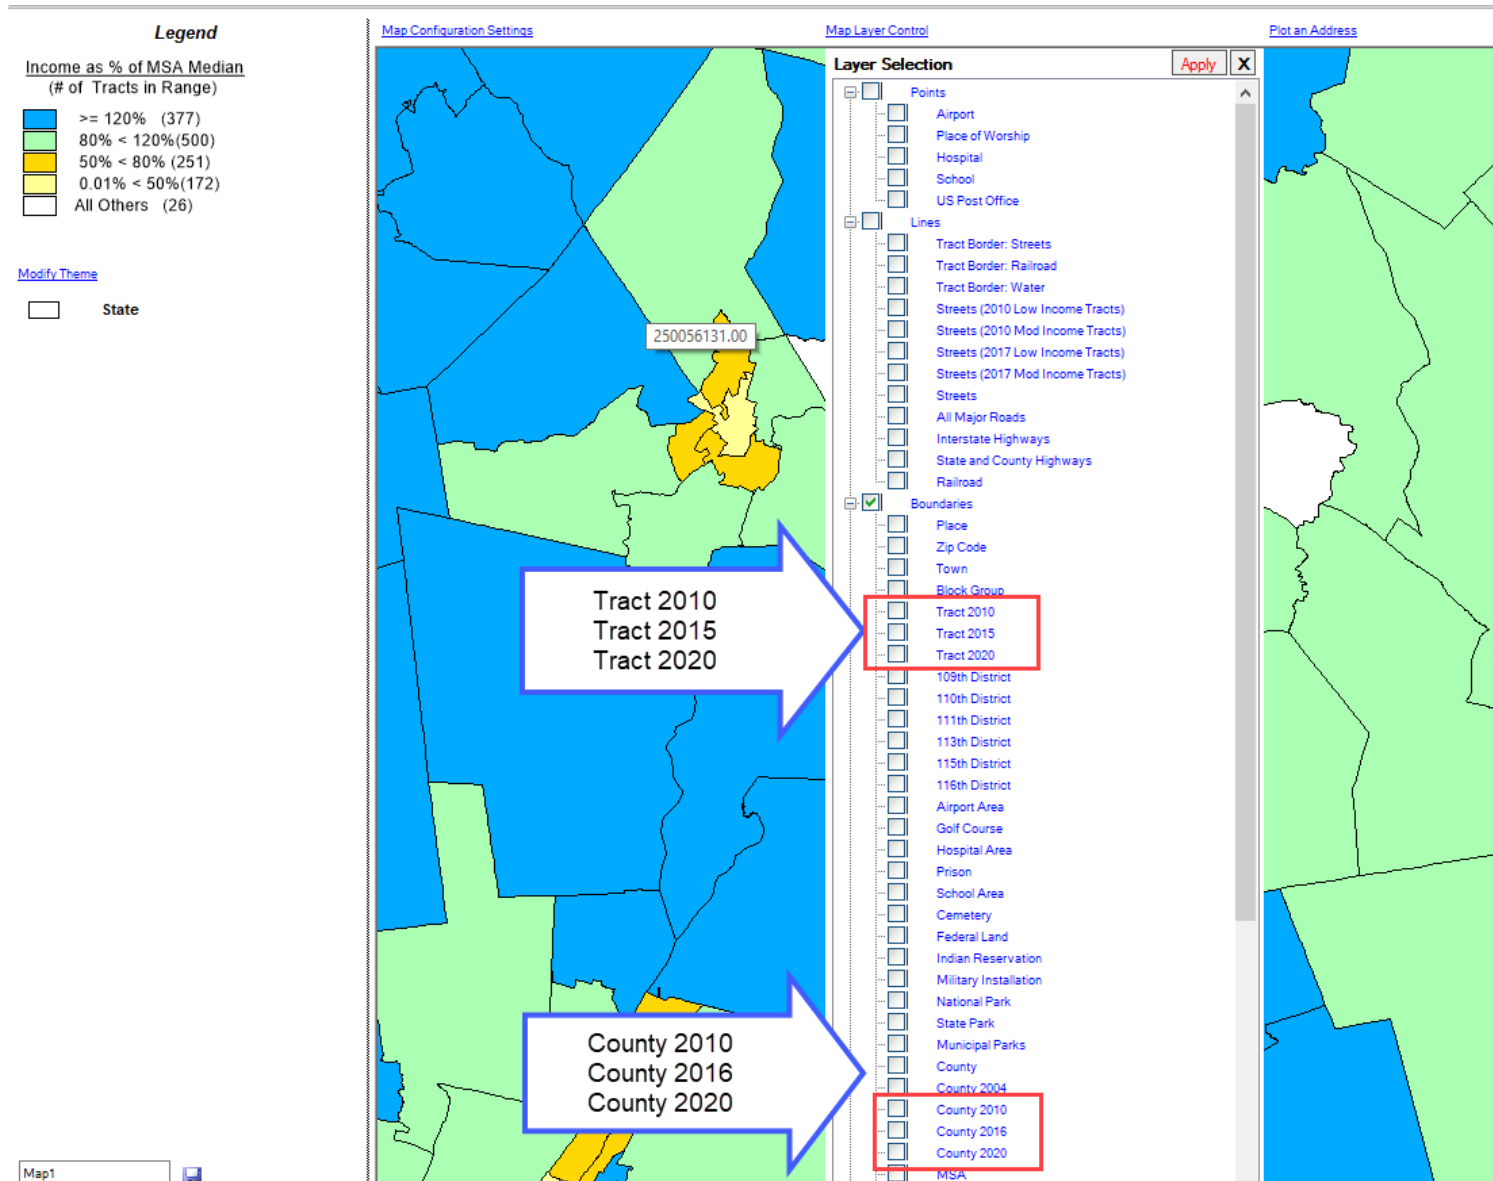 Legend
Income as % of MSA Median
(# of Tracts in Range)
>= 120% (377)
80% < 120%(500)
50% < 80% (251)
0.01% < 50%(172)
All Others (26)
Modify Theme
State
Map1
Map Configuration Settings
Map Layer Control
Plot an Address
250056131.00
Tract 2010
Tract 2015
Tract 2020
County 2010
County 2016
County 2020
Layer Selection
Apply X
Points
Airport
Place of Worship
Hospital
School
US Post Office
Lines
Tract Border: Streets
Tract Border: Railroad
Tract Border: Water
Streets (2010 Low Income Tracts)
Streets (2010 Mod Income Tracts)
Streets (2017 Low Income Tracts)
Streets (2017 Mod Income Tracts)
Streets
All Major Roads
Interstate Highways
State and County Highways
Railroad
Boundaries
Place
Zip Code
Town
Block Group
Tract 2010
Tract 2015
Tract 2020
109th District
110th District
111th District
113th District
115th District
116th District
Airport Area
Golf Course
Hospital Area
Prison
School Area
Cemetery
Federal Land
Indian Reservation
Military Installation
National Park
State Park
Municipal Parks
County
County 2004
County 2010
County 2016
County 2020
MSA